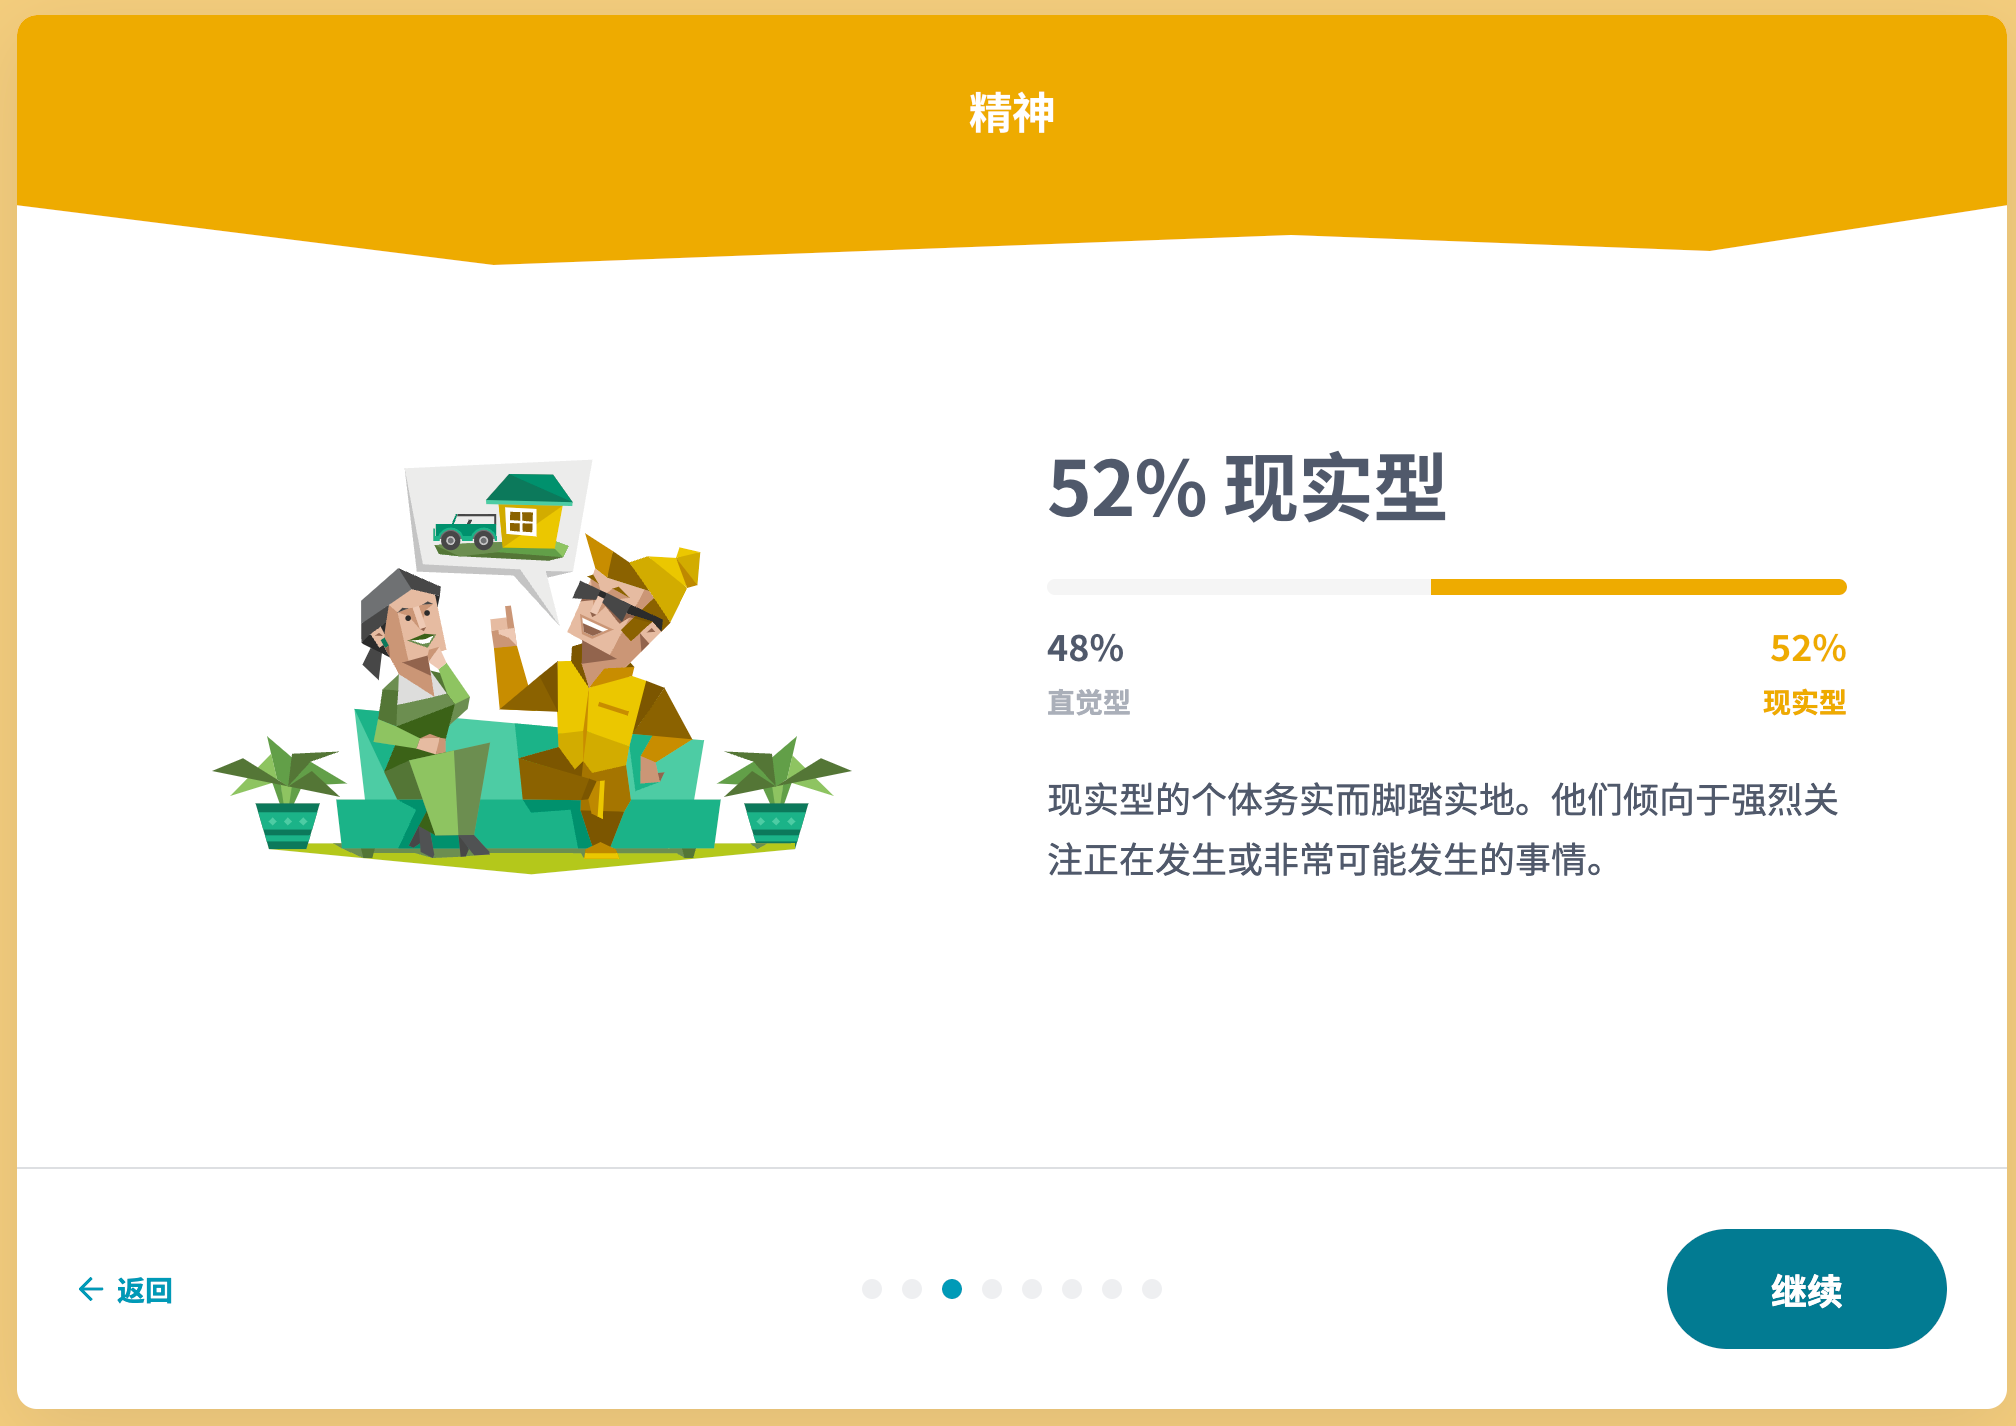 精神
52% 现实型
48%
52%
直觉型
现实型
现实型的个体务实而脚踏实地。他们倾向于强烈关
注正在发生或非常可能发生的事情。
返回
继续